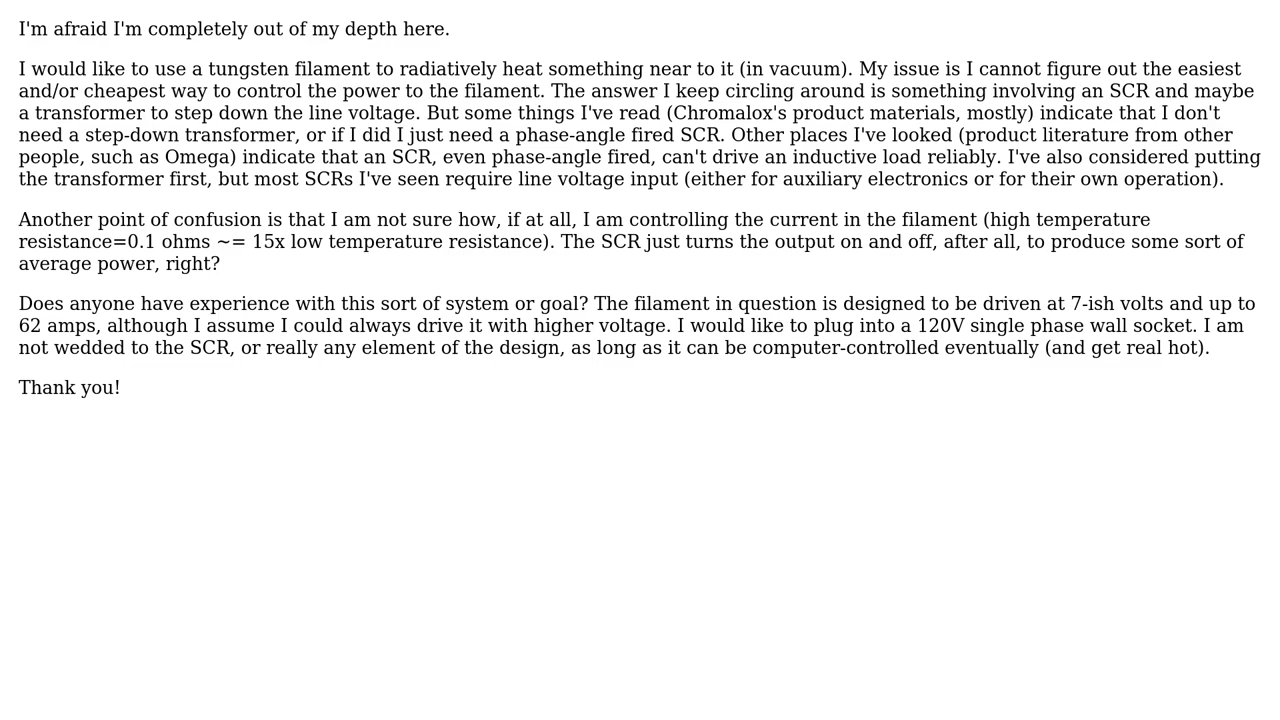 I'm afraid I'm completely out of my depth here.
I would like to use a tungsten filament to radiatively heat something near to it (in vacuum). My issue is I cannot figure out the easiest
and/or cheapest way to control the power to the filament. The answer I keep circling around is something involving an SCR and maybe
a transformer to step down the line voltage. But some things I've read (Chromalox's product materials, mostly) indicate that I don't
need a step-down transformer, or if I did I just need a phase-angle fired SCR. Other places I've looked (product literature from other
people, such as Omega) indicate that an SCR, even phase-angle fired, can't drive an inductive load reliably. I've also considered putting
the transformer first, but most SCRs I've seen require line voltage input (either for auxiliary electronics or for their own operation).
Another point of confusion is that I am not sure how, if at all, I am controlling the current in the filament (high temperature
resistance=0.1 ohms ~= 15x low temperature resistance). The SCR just turns the output on and off, after all, to produce some sort of
average power, right?
Does anyone have experience with this sort of system or goal? The filament in question is designed to be driven at 7-ish volts and up to
62 amps, although I assume I could always drive it with higher voltage. I would like to plug into a 120V single phase wall socket. I am
not wedded to the SCR, or really any element of the design, as long as it can be computer-controlled eventually (and get real hot).
Thank you!